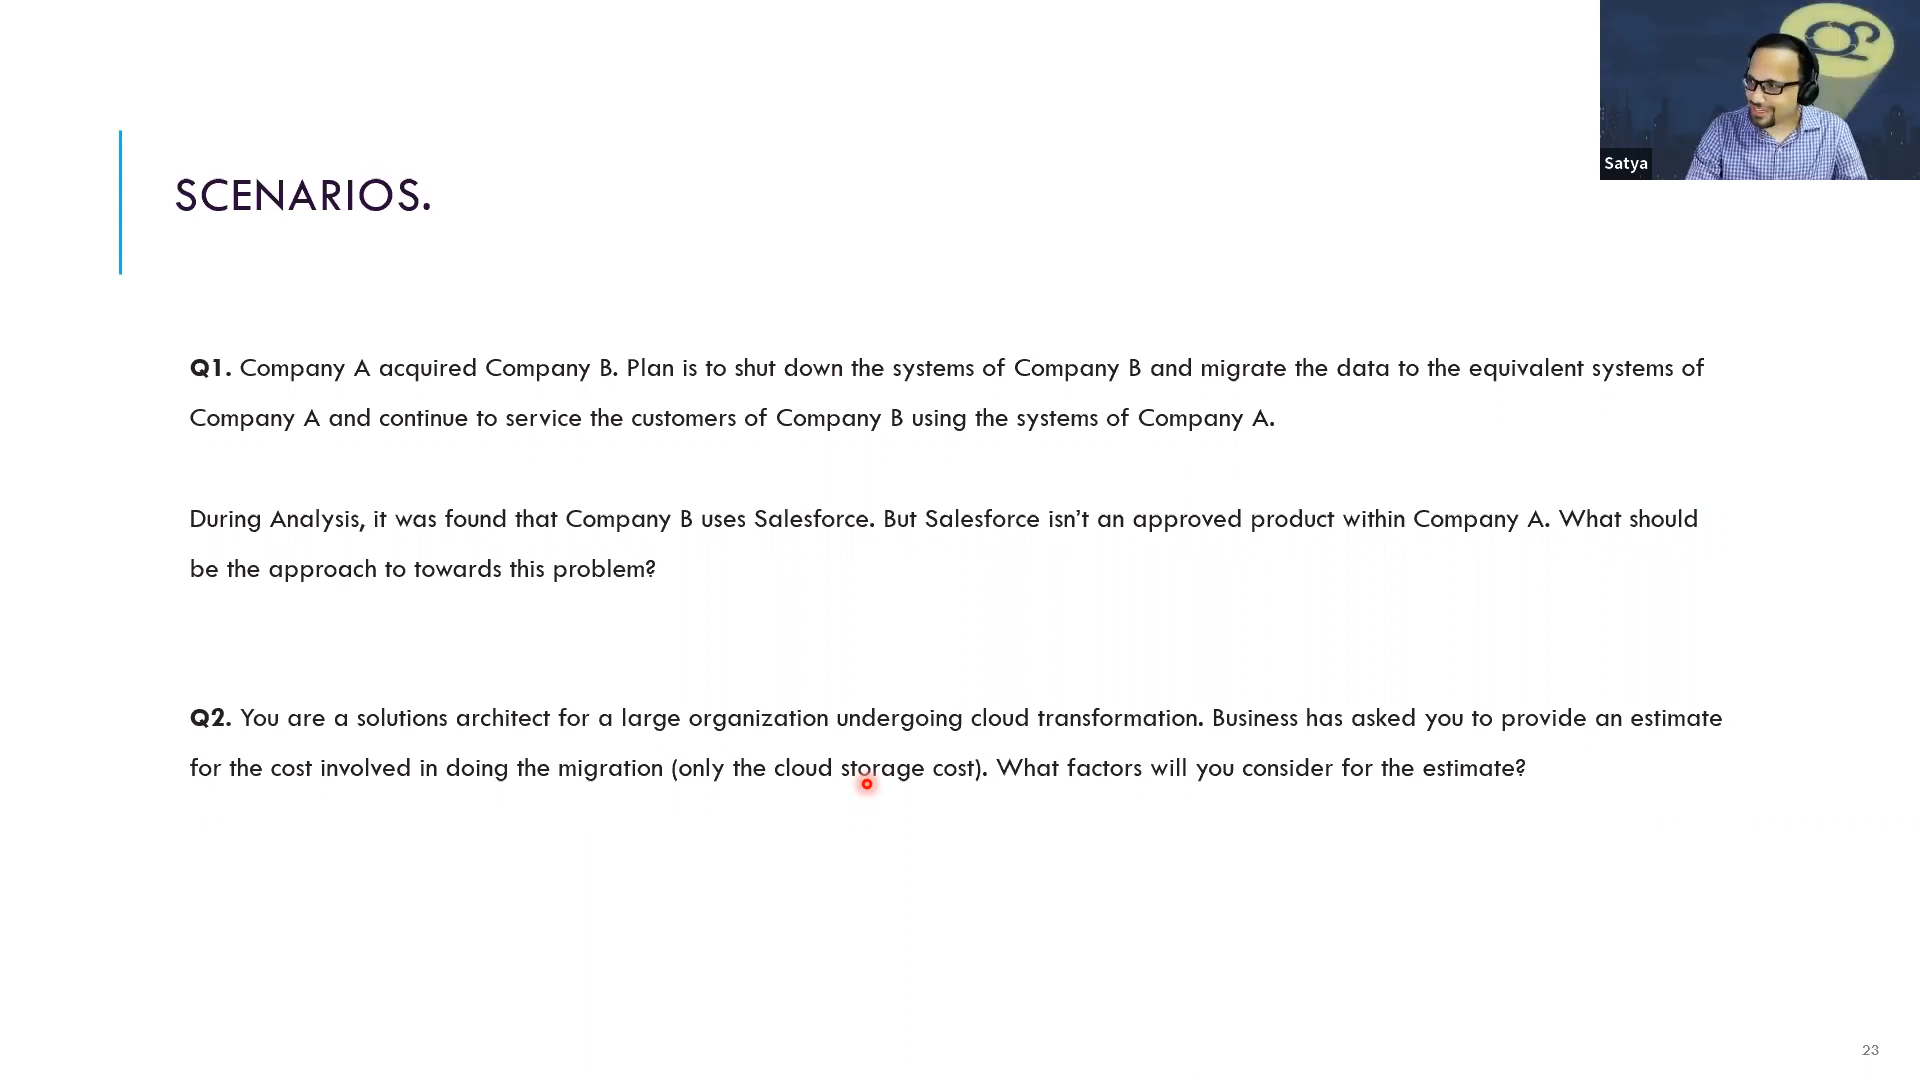 Satya
SCENARIOS.
Q1. Company A acquired Company B. Plan is to shut down the systems of Company B and migrate the data to the equivalent systems of
Company A and continue to service the customers of Company B using the systems of Company A.
During Analysis, it was found that Company B uses Salesforce. But Salesforce isn’t an approved product within Company A. What should
be the approach to towards this problem?
Q2. You are a solutions architect for a large organization undergoing cloud transformation. Business has asked you to provide an estimate
for the cost involved in doing the migration (only the cloud storage cost). What factors will you consider for the estimate?
23